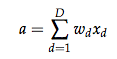 a = \sum_{d=1}^{D} w_d x_d